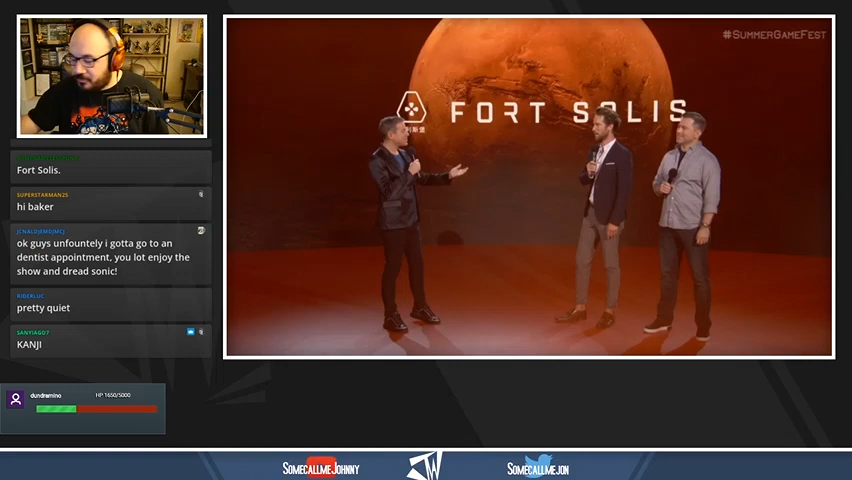 #SUMMERGAMEFEST
FORT SOLIS
Fort Solis.
SUPERSTARMAN25
hi baker
JCNALDJEMDJMCJ
ok guys unfountely i gotta go to an
dentist appointment, you lot enjoy the
show and dread sonic!
RIDERLUC
pretty quiet
SANYIAGO7
KANJI
dundramino HP 1650/5000
SOMECALLMEJOHNNY
SOMECALLMEJON